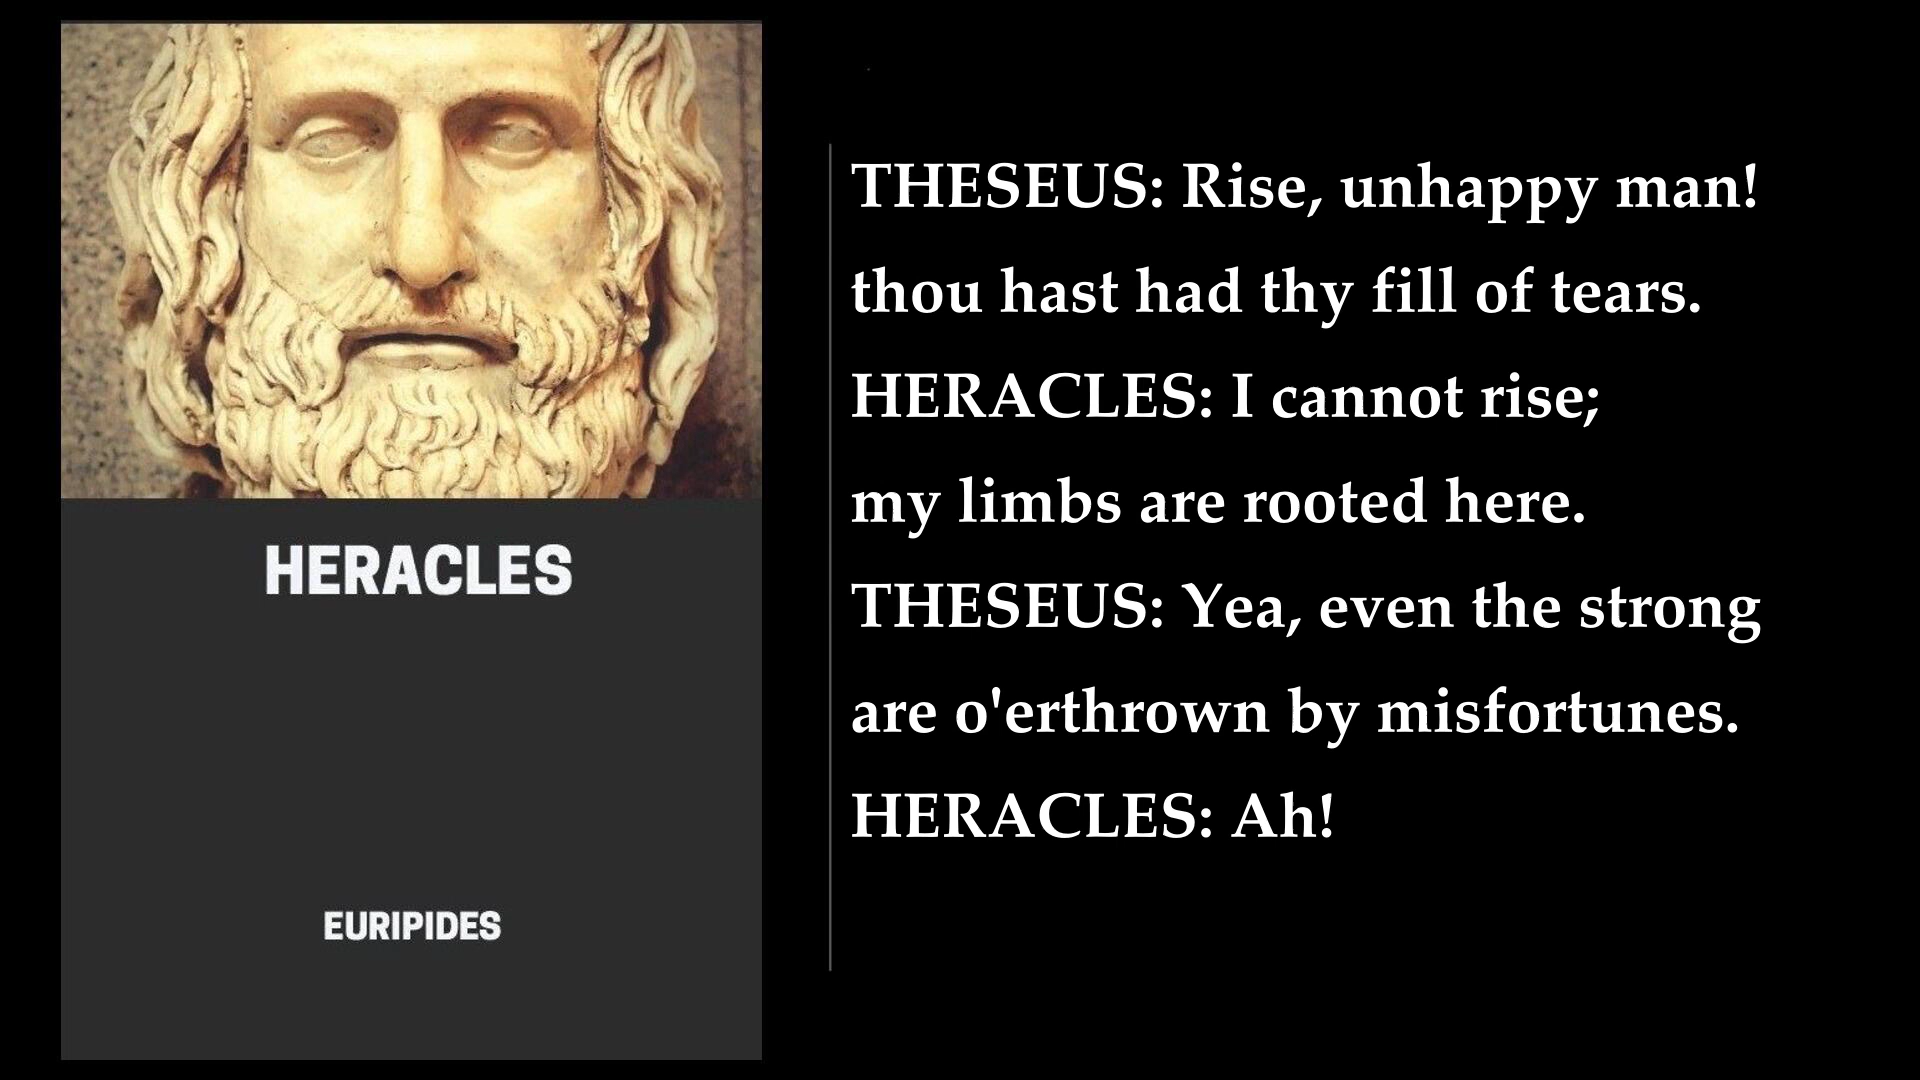 HERACLES
EURIPIDES
THESEUS: Rise, unhappy man!
thou hast had thy fill of tears.
HERACLES: I cannot rise;
my limbs are rooted here.
THESEUS: Yea, even the strong
are o'erthrown by misfortunes.
HERACLES: Ah!